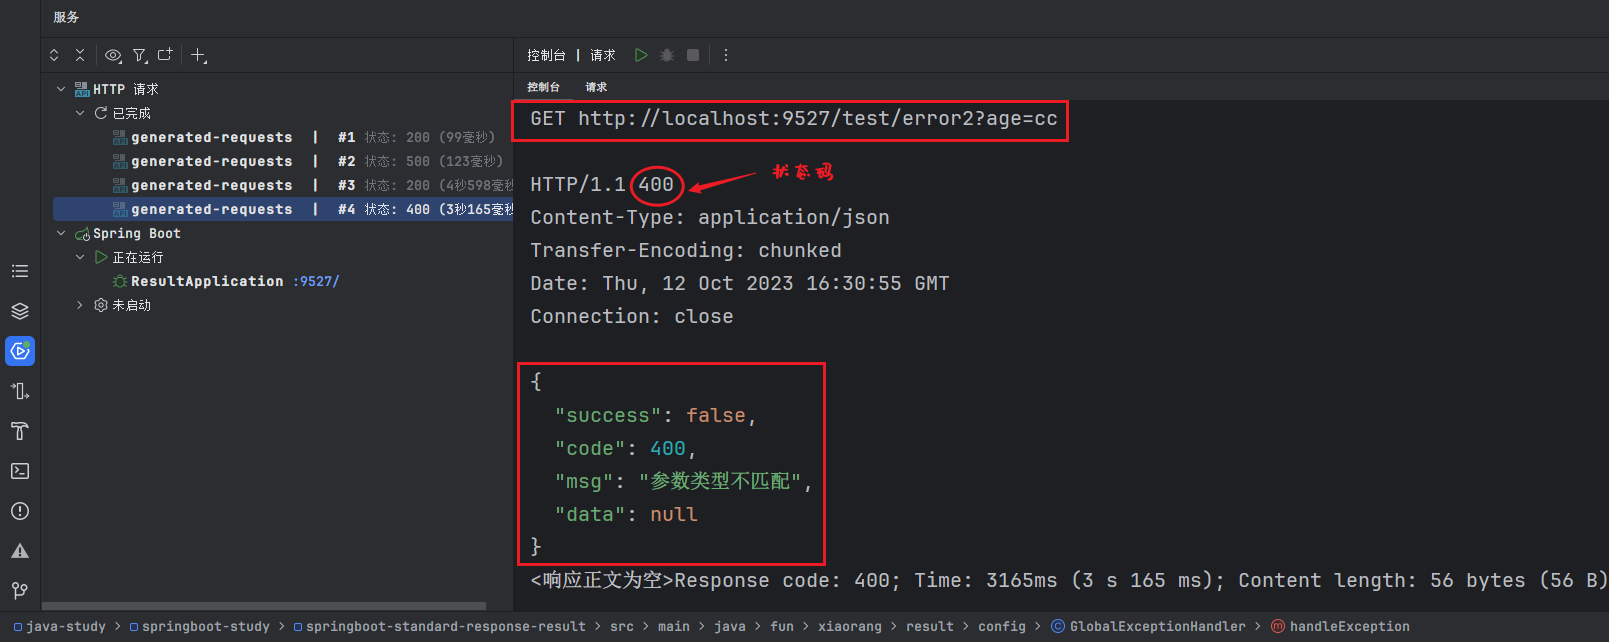 服务
HTTP 请求
已完成
generated-requests | #1 状态: 200 (99毫秒)
generated-requests | #2 状态: 500 (123毫秒)
generated-requests | #3 状态: 200 (4秒598毫秒
generated-requests | #4 状态: 400 (3秒165毫秒
Spring Boot
正在运行
ResultApplication :9527/
未启动
控制台 | 请求
控制台 请求
GET http://localhost:9527/test/error2?age=cc
HTTP/1.1 400
状态码
Content-Type: application/json
Transfer-Encoding: chunked
Date: Thu, 12 Oct 2023 16:30:55 GMT
Connection: close
{
"success": false,
"code": 400,
"msg": "参数类型不匹配",
"data": null
}
<响应正文为空>Response code: 400; Time: 3165ms (3 s 165 ms); Content length: 56 bytes (56 B)
java-study > springboot-study > springboot-standard-response-result > src > main > java > fun > xiaorang > result > config > GlobalExceptionHandler > handleException